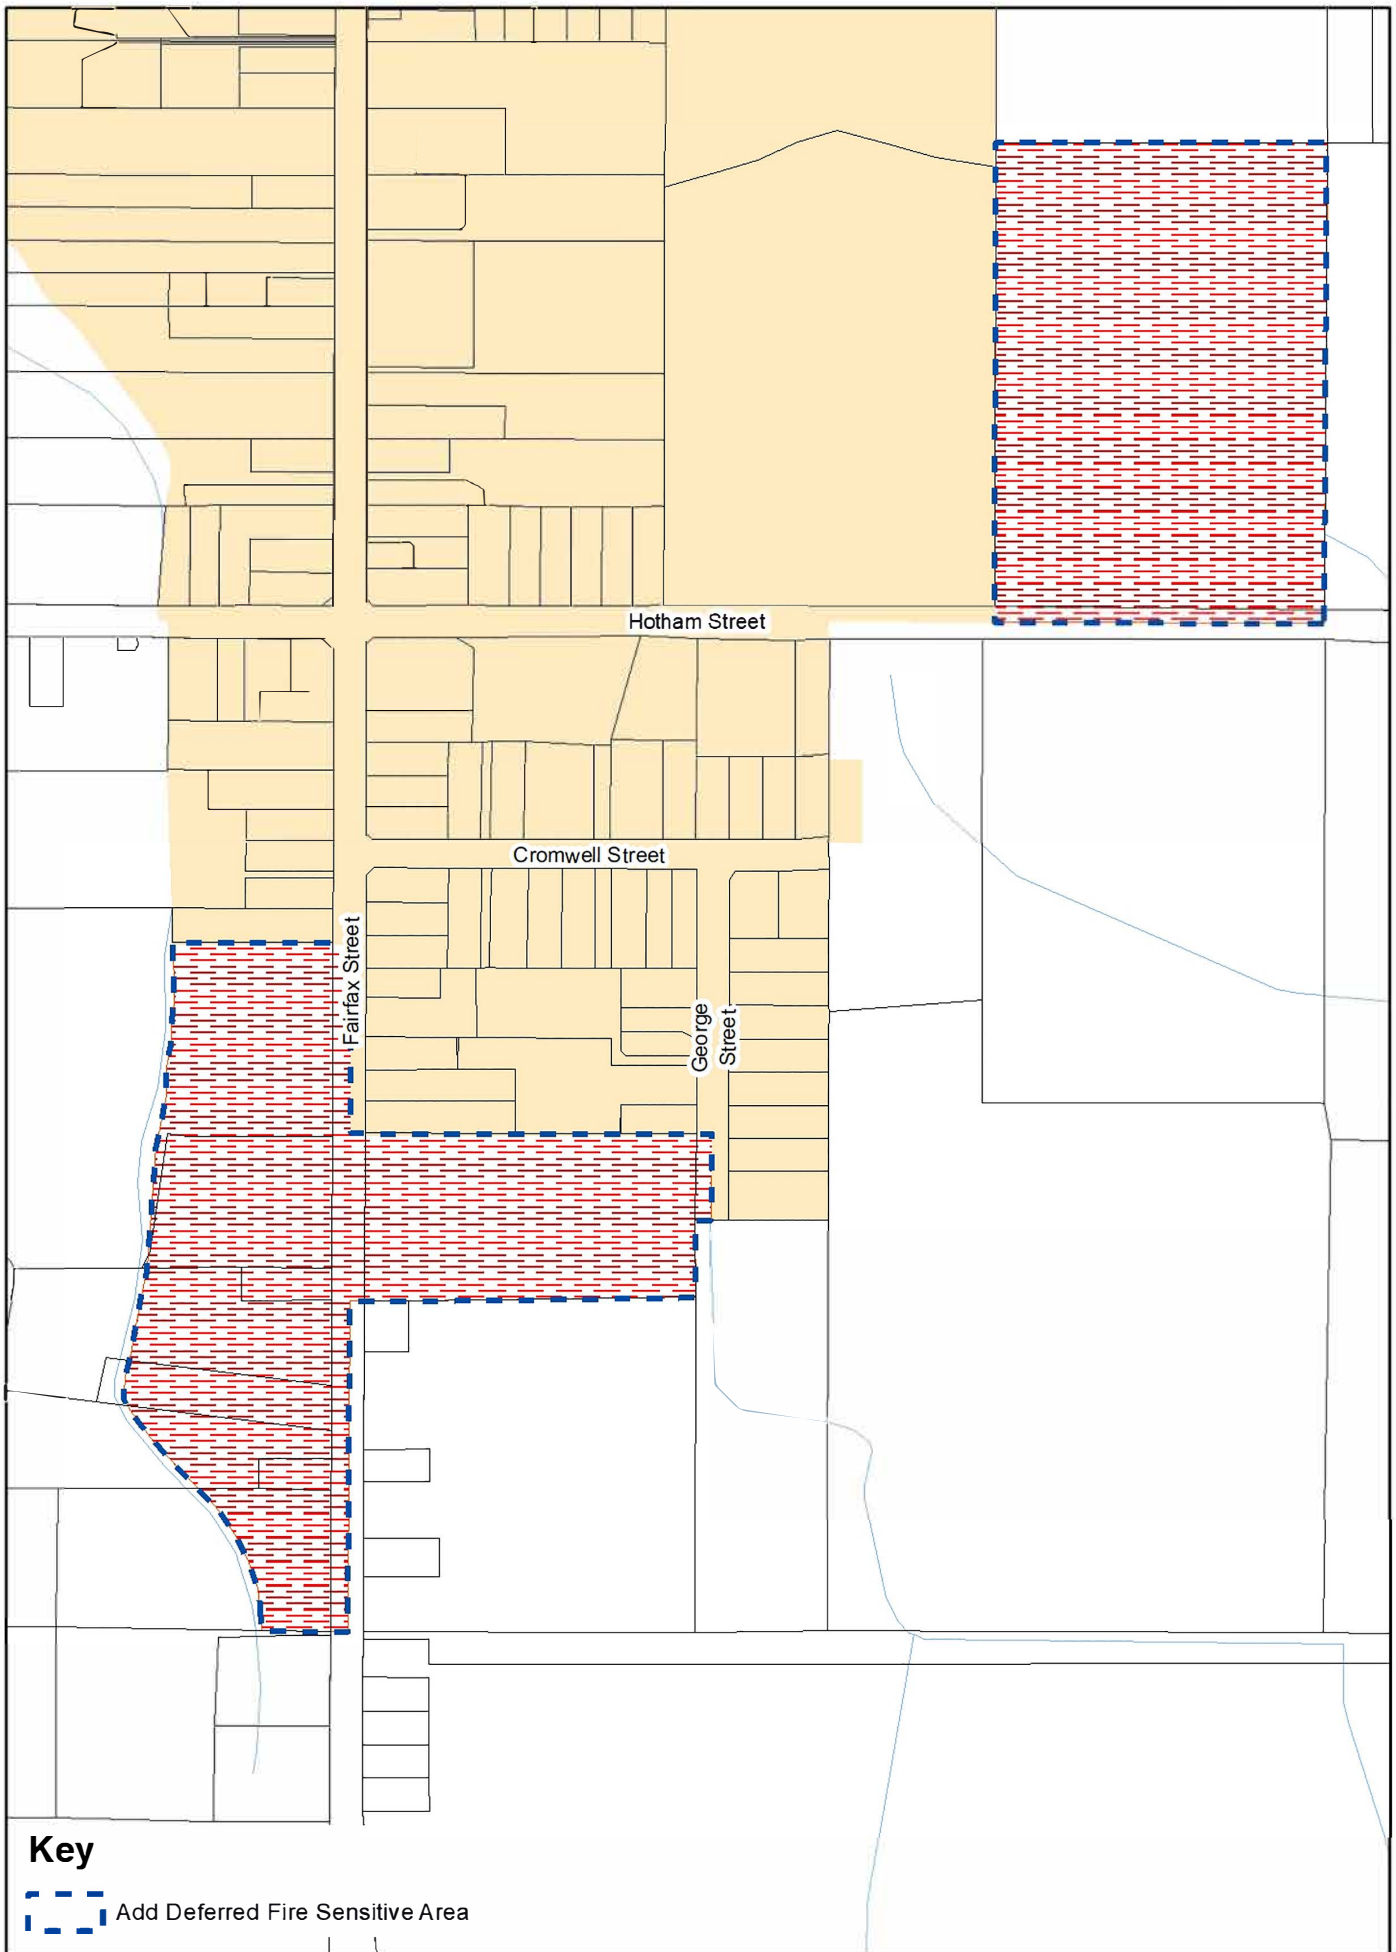 Hotham Street
Cromwell Street
Fairfax Street
George
Street
Key
Add Deferred Fire Sensitive Area